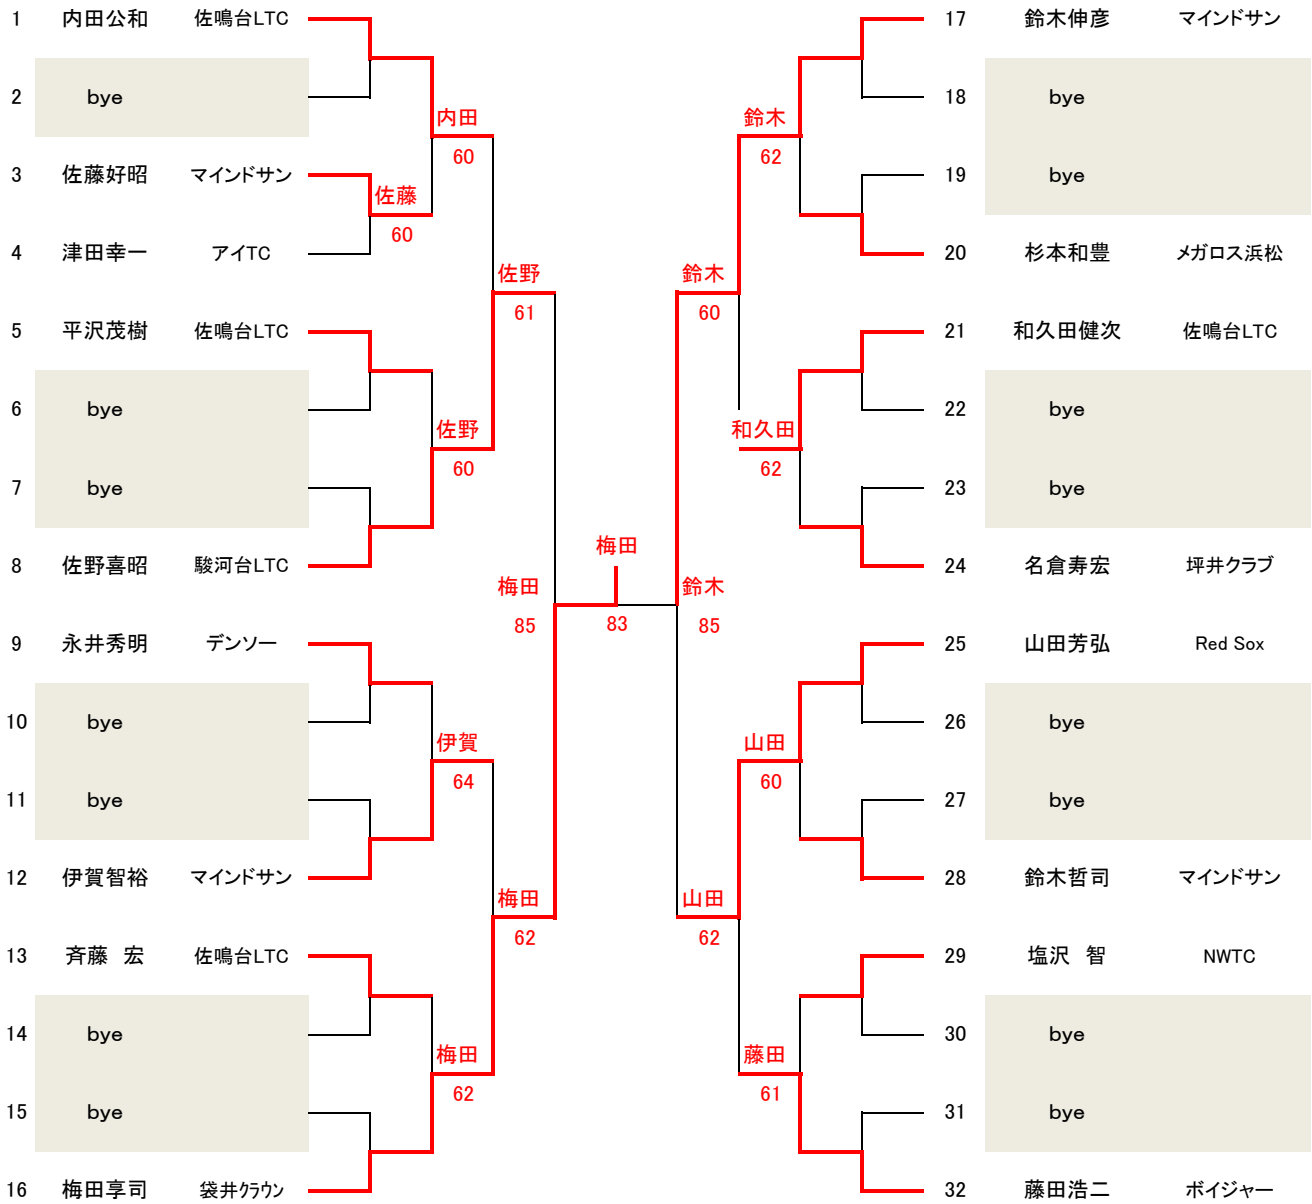 1 内田公和 佐鳴台LTC
2 bye
3 佐藤好昭 マインドサン
4 津田幸一 アイTC
5 平沢茂樹 佐鳴台LTC
6 bye
7 bye
8 佐野喜昭 駿河台LTC
9 永井秀明 デンソー
10 bye
11 bye
12 伊賀智裕 マインドサン
13 斉藤 宏 佐鳴台LTC
14 bye
15 bye
16 梅田享司 袋井クラウン
内田
60
佐藤
60
佐野
60
伊賀
64
梅田
62
佐野
61
梅田
62
梅田
85
梅田
83
鈴木
85
鈴木
60
山田
62
鈴木
62
和久田
62
山田
60
藤田
61
17 鈴木伸彦 マインドサン
18 bye
19 bye
20 杉本和豊 メガロス浜松
21 和久田健次 佐鳴台LTC
22 bye
23 bye
24 名倉寿宏 坪井クラブ
25 山田芳弘 Red Sox
26 bye
27 bye
28 鈴木哲司 マインドサン
29 塩沢 智 NWTC
30 bye
31 bye
32 藤田浩二 ボイジャー